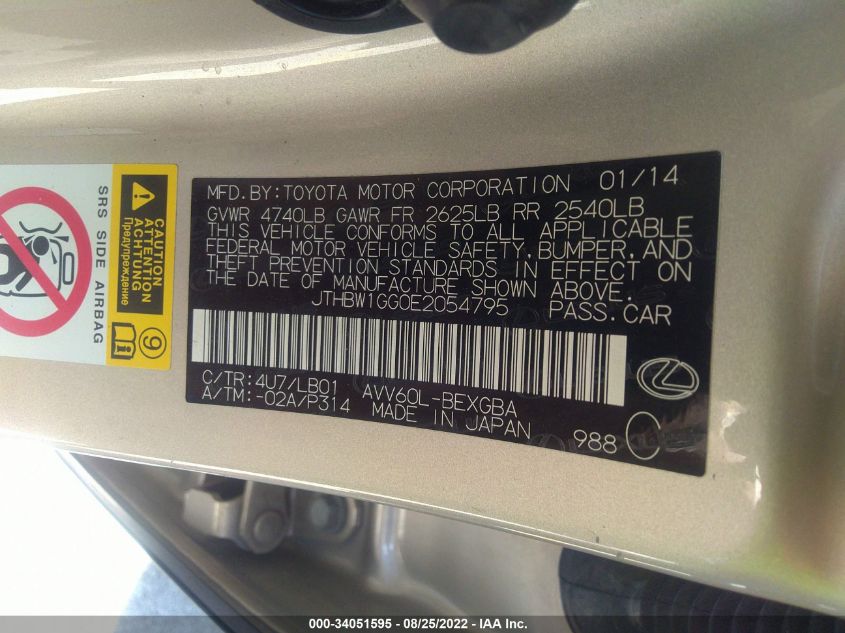 SRS SIDE AIRBAG
CAUTION
ATTENTION
ACHTUNG
Предупреждение
9
MFD.BY:TOYOTA MOTOR CORPORATION 01/14
GVWR 4740LB GAWR FR 2625LB RR 2540LB
THIS VEHICLE CONFORMS TO ALL APPLICABLE
FEDERAL MOTOR VEHICLE SAFETY, BUMPER, AND
THEFT PREVENTION STANDARDS IN EFFECT ON
THE DATE OF MANUFACTURE SHOWN ABOVE.
JTHBW1GG0E2054795 PASS.CAR
C/TR:4U7/LB01 AVV60L-BEXGBA
A/TM:-02A/P314 MADE IN JAPAN
988
000-34051595 - 08/25/2022 - IAA Inc.